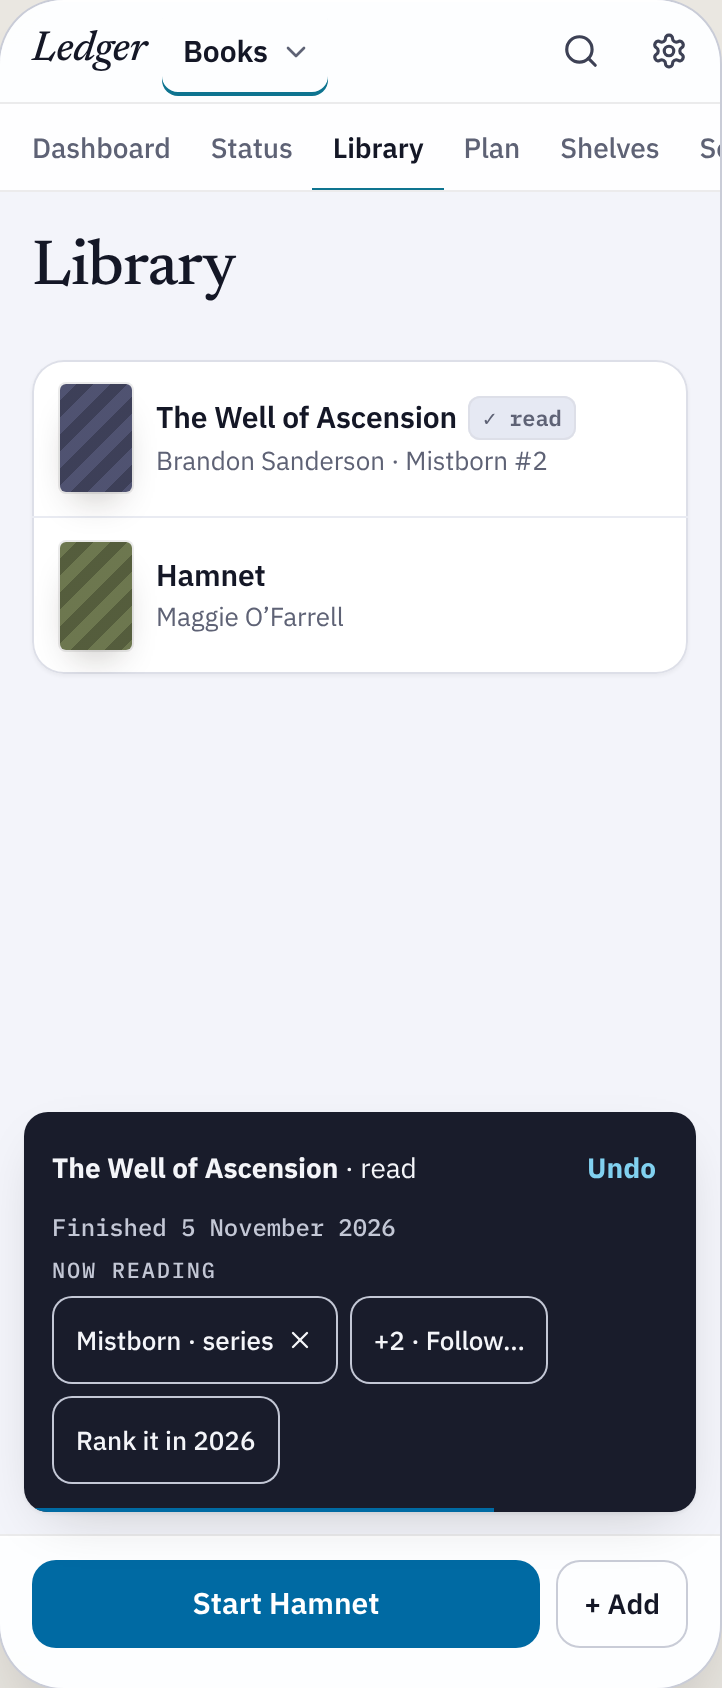 Ledger Books
Dashboard Status Library Plan Shelves
Library
The Well of Ascension ✓ read
Brandon Sanderson · Mistborn #2
Hamnet
Maggie O’Farrell
The Well of Ascension · read Undo
Finished 5 November 2026
NOW READING
Mistborn · series +2 · Follow...
Rank it in 2026
Start Hamnet + Add